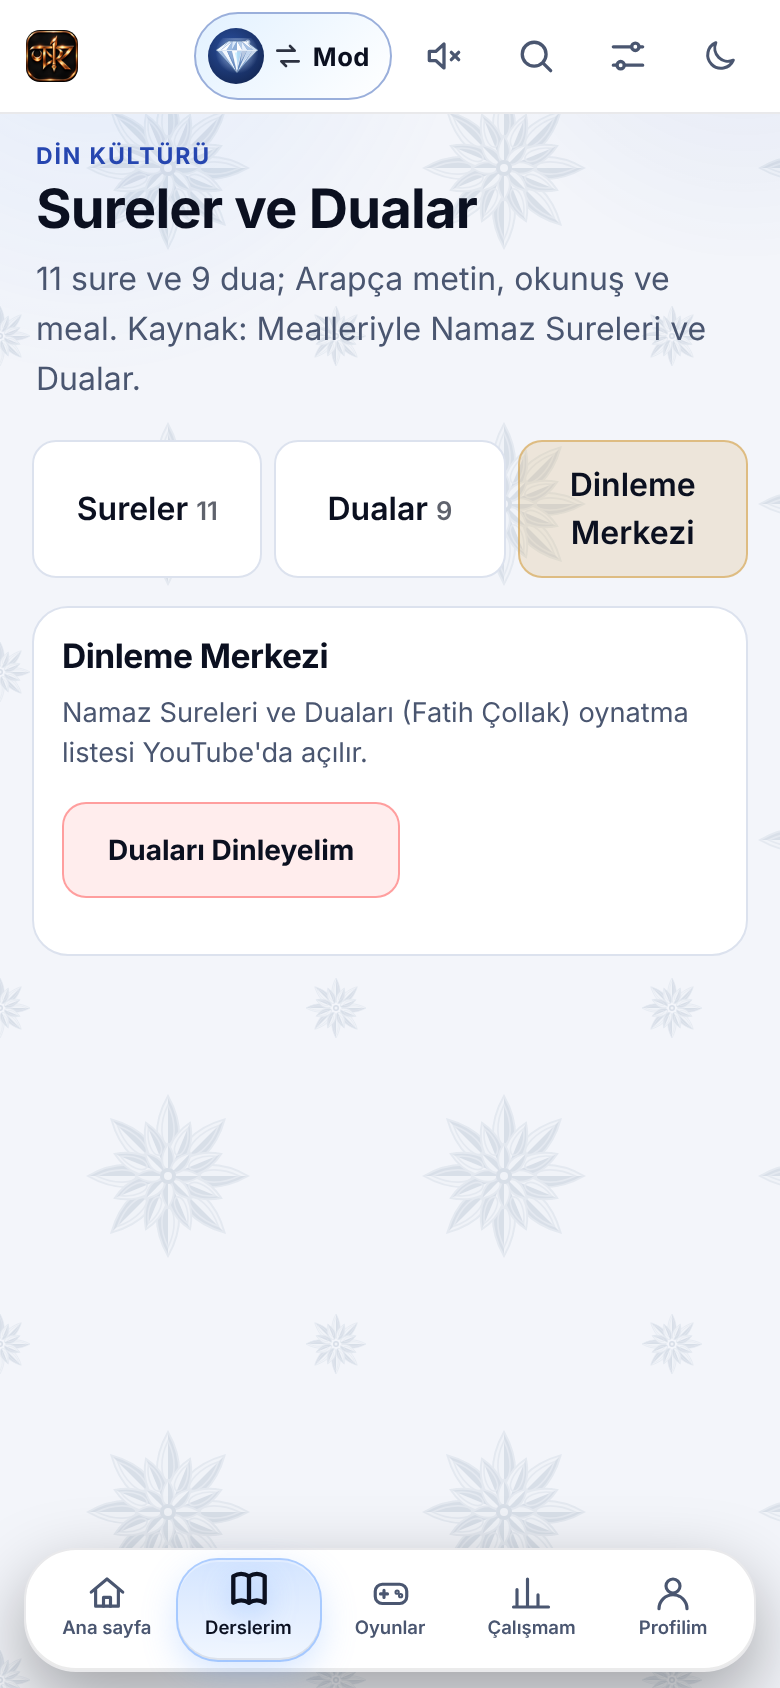 Mod
DİN KÜLTÜRÜ
Sureler ve Dualar
11 sure ve 9 dua; Arapça metin, okunuş ve
meal. Kaynak: Mealleriyle Namaz Sureleri ve
Dualar.
Sureler 11
Dualar 9
Dinleme
Merkezi
Dinleme Merkezi
Namaz Sureleri ve Duaları (Fatih Çollak) oynatma
listesi YouTube'da açılır.
Duaları Dinleyelim
Ana sayfa
Derslerim
Oyunlar
Çalışmam
Profilim